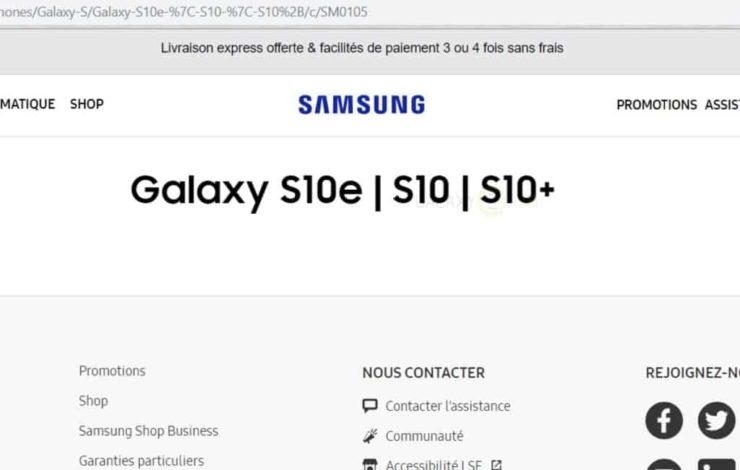 hones/Galaxy-S/Galaxy-S10e-%7C-S10-%7C-S10%2B/c/SM0105
Livraison express offerte & facilités de paiement 3 ou 4 fois sans frais
MATIQUE SHOP SAMSUNG PROMOTIONS ASSIS
Galaxy S10e | S10 | S10+
Promotions
Shop
Samsung Shop Business
Garanties particuliers
NOUS CONTACTER
Contacter l'assistance
Communauté
Accessibilité LSF
REJOIGNEZ-NO